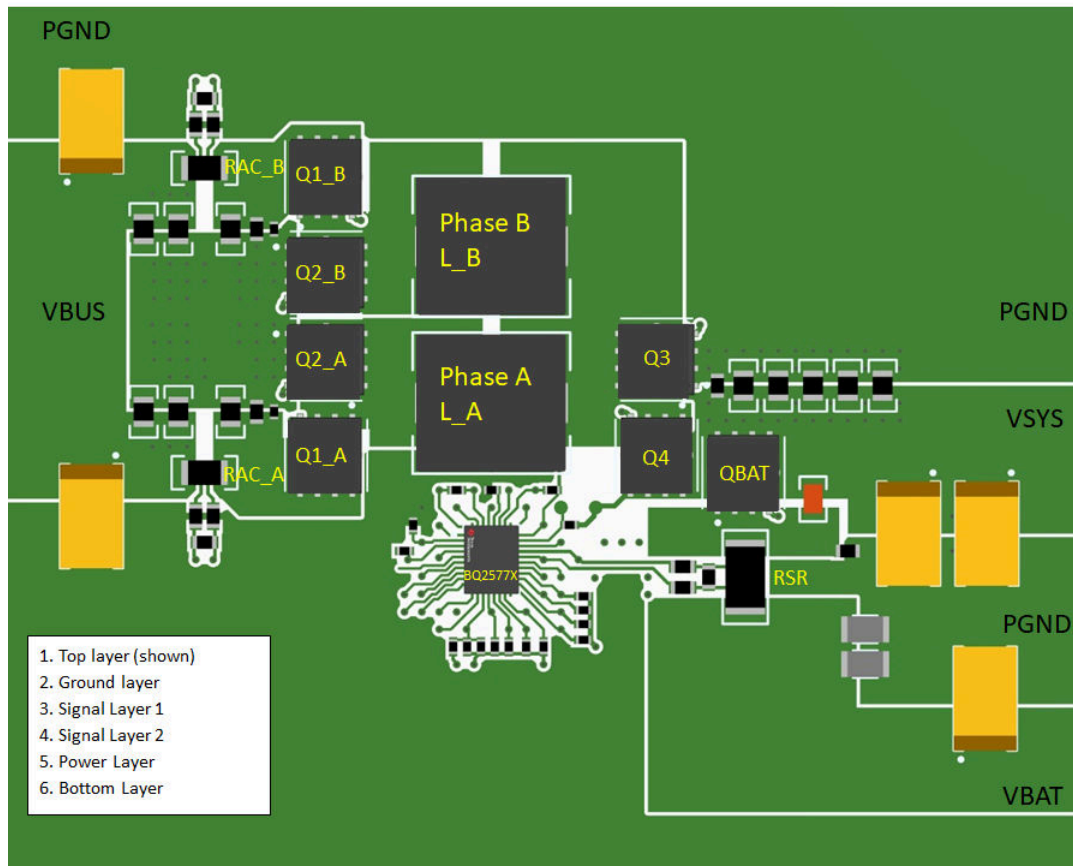 PGND
RAC_B
Q1_B
Phase B
L_B
Q2_B
VBUS
PGND
Q2_A
Phase A
L_A
Q3
VSYS
RAC_A
Q1_A
Q4
QBAT
BQ2577X
RSR
PGND
VBAT
1. Top layer (shown)
2. Ground layer
3. Signal Layer 1
4. Signal Layer 2
5. Power Layer
6. Bottom Layer